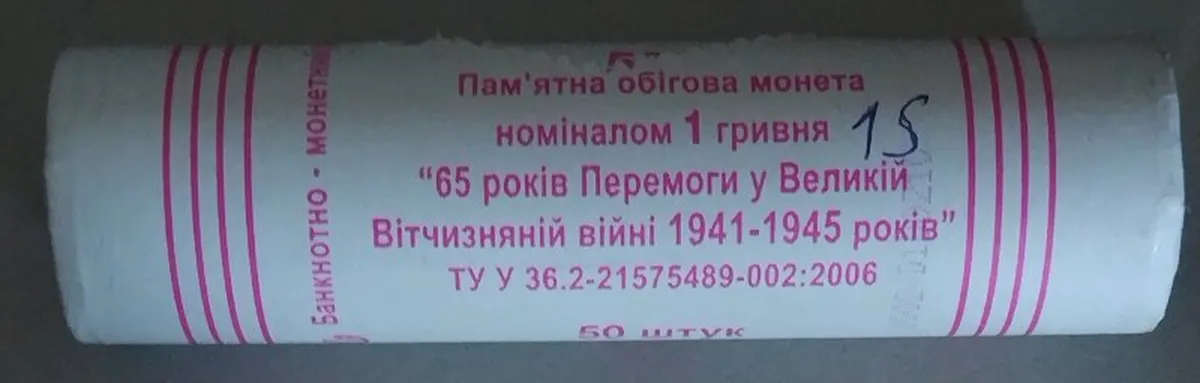 Банкнотно - монетний
Пам'ятна обігова монета
номіналом 1 гривня 15
“65 років Перемоги у Великій
Вітчизняній війні 1941-1945 років”
ТУ У 36.2-21575489-002:2006
50 штук